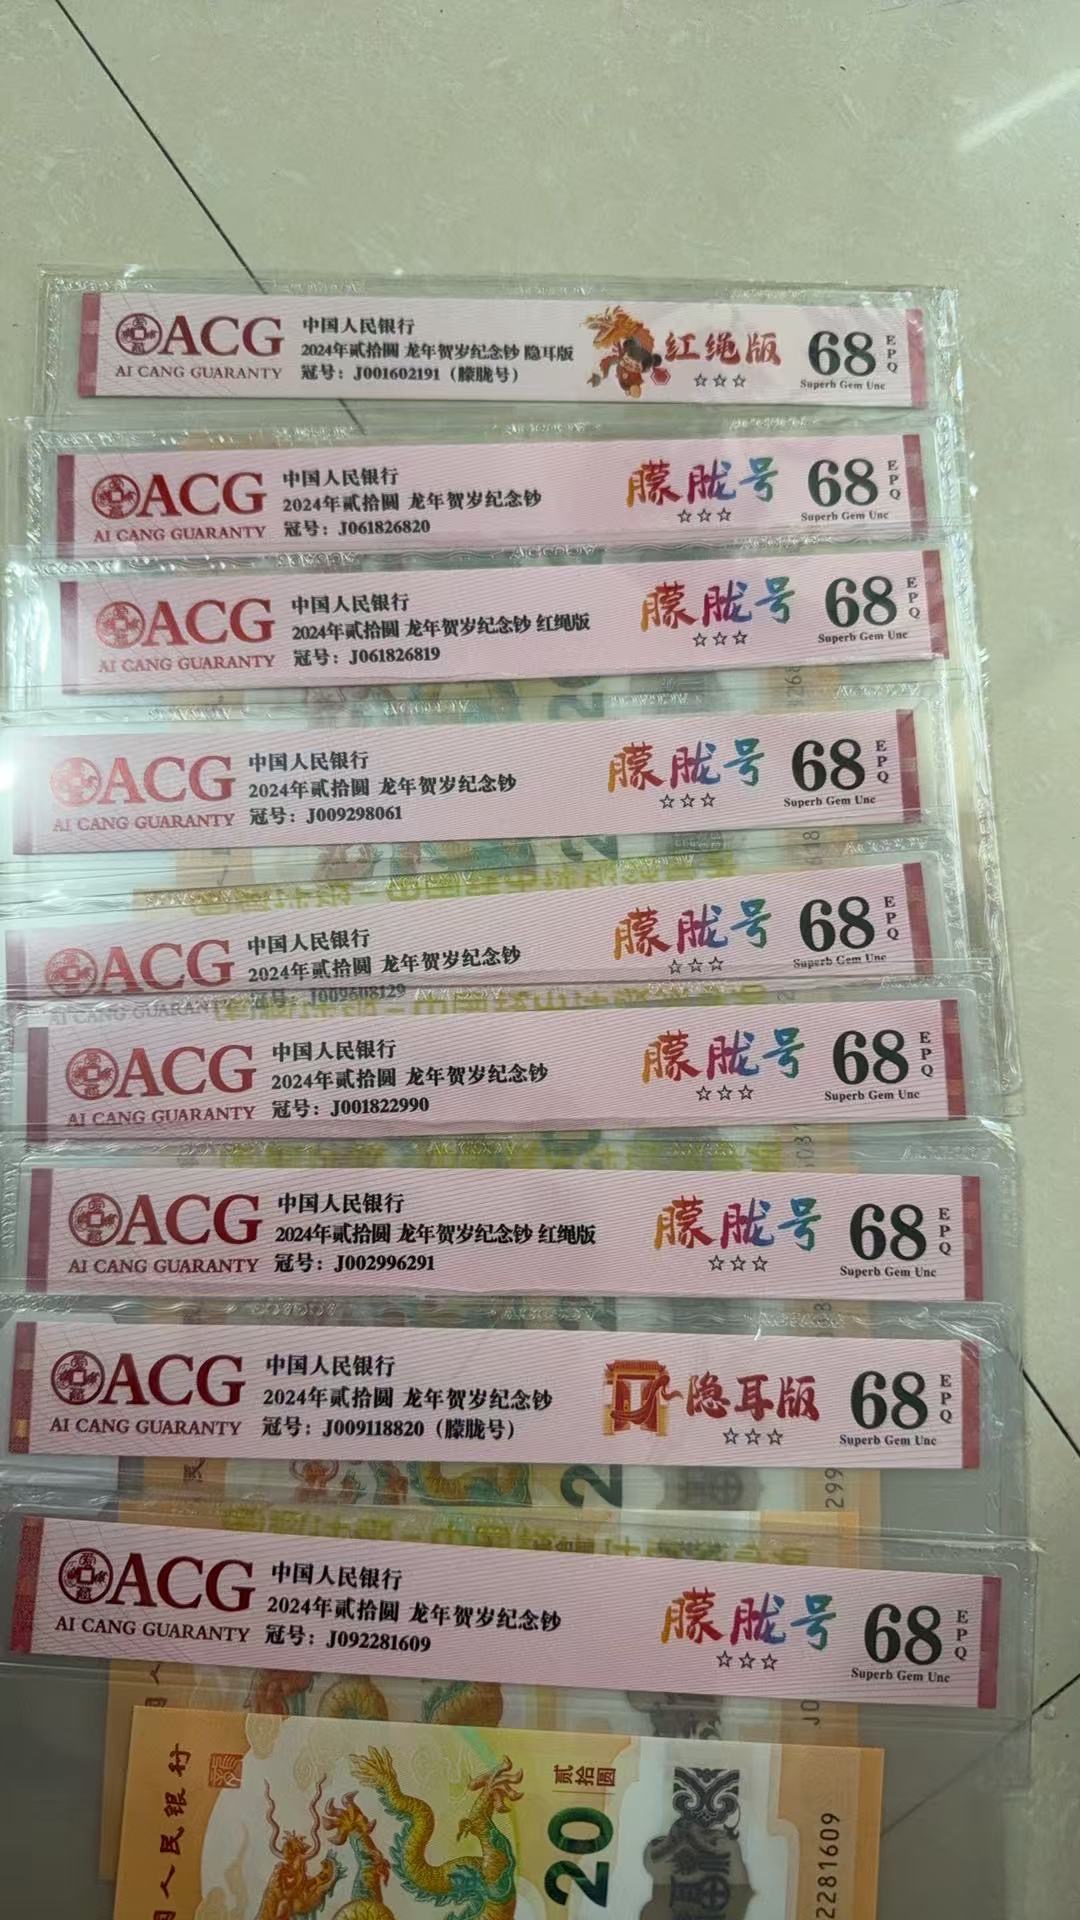 ACG
AI CANG GUARANTY
中国人民银行
2024年贰拾圆 龙年贺岁纪念钞 隐耳版
冠号：J001602191（朦胧号）
红绳版
☆☆☆
68
EPQ
Superb Gem Unc
ACG
AI CANG GUARANTY
中国人民银行
2024年贰拾圆 龙年贺岁纪念钞
冠号：J061826820
朦胧号
☆☆☆
68
EPQ
Superb Gem Unc
ACG
AI CANG GUARANTY
中国人民银行
2024年贰拾圆 龙年贺岁纪念钞 红绳版
冠号：J061826819
朦胧号
☆☆☆
68
EPQ
Superb Gem Unc
ACG
AI CANG GUARANTY
中国人民银行
2024年贰拾圆 龙年贺岁纪念钞
冠号：J009298061
朦胧号
☆☆☆
68
EPQ
Superb Gem Unc
ACG
AI CANG GUARANTY
中国人民银行
2024年贰拾圆 龙年贺岁纪念钞
冠号：J009608129
朦胧号
☆☆☆
68
EPQ
Superb Gem Unc
ACG
AI CANG GUARANTY
中国人民银行
2024年贰拾圆 龙年贺岁纪念钞
冠号：J001822990
朦胧号
☆☆☆
68
EPQ
Superb Gem Unc
ACG
AI CANG GUARANTY
中国人民银行
2024年贰拾圆 龙年贺岁纪念钞 红绳版
冠号：J002996291
朦胧号
☆☆☆
68
EPQ
Superb Gem Unc
ACG
AI CANG GUARANTY
中国人民银行
2024年贰拾圆 龙年贺岁纪念钞
冠号：J009118820（朦胧号）
隐耳版
☆☆☆
68
EPQ
Superb Gem Unc
ACG
AI CANG GUARANTY
中国人民银行
2024年贰拾圆 龙年贺岁纪念钞
冠号：J092281609
朦胧号
☆☆☆
68
EPQ
Superb Gem Unc
国人民银行
贰拾圆
20
2281609